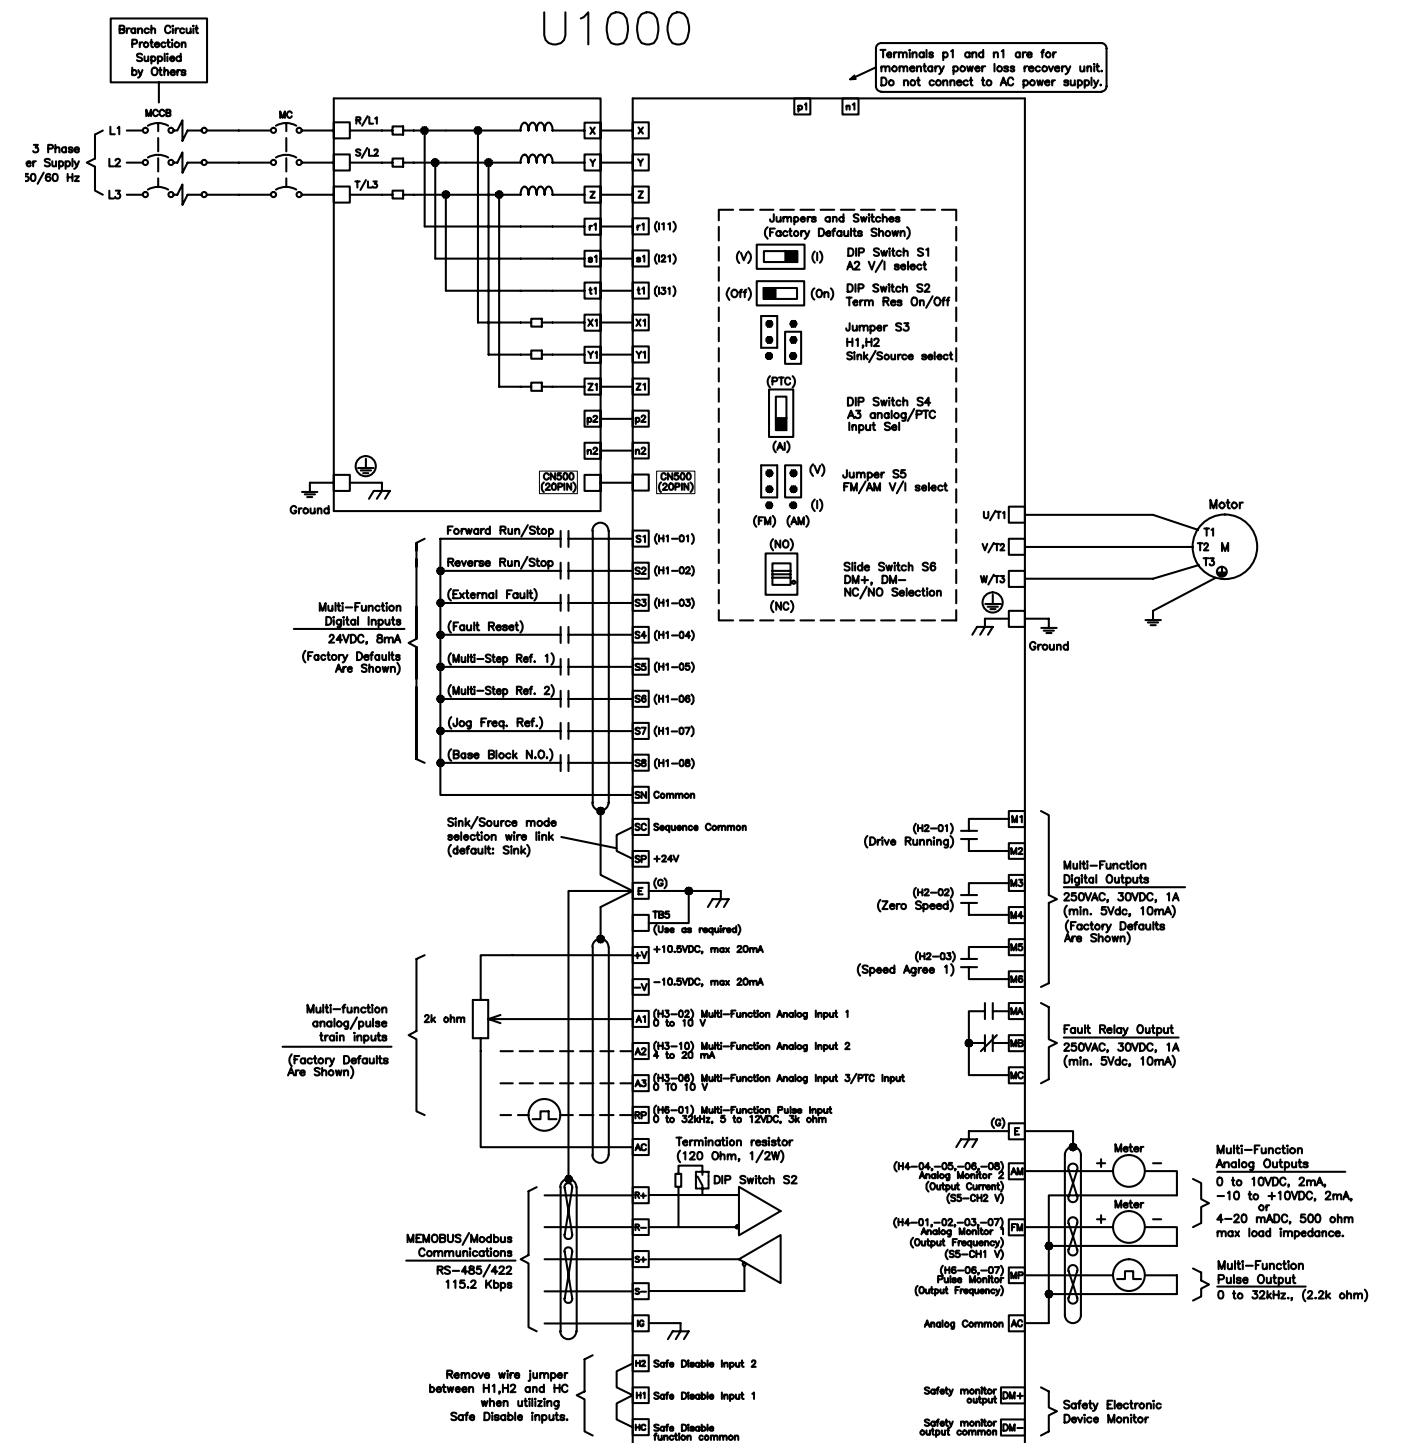 U1000
Branch Circuit
Protection
Supplied
by Others
Terminals p1 and n1 are for
momentary power loss recovery unit.
Do not connect to AC power supply.
p1
n1
MCCB
MC
3 Phase
er Supply
50/60 Hz
L1
R/L1
X
X
L2
S/L2
Y
Y
L3
T/L3
Z
Z
r1
r1 (l11)
s1
s1 (l21)
t1
t1 (l31)
X1
X1
Y1
Y1
Z1
Z1
p2
p2
n2
n2
CN500
(20PIN)
CN500
(20PIN)
Ground
Jumpers and Switches
(Factory Defaults Shown)
(V)
(I)
DIP Switch S1
A2 V/I select
(Off)
(On)
DIP Switch S2
Term Res On/Off
Jumper S3
H1,H2
Sink/Source select
(PTC)
DIP Switch S4
A3 analog/PTC
Input Sel
(AI)
(V)
Jumper S5
FM/AM V/I select
(I)
(FM) (AM)
(NO)
Slide Switch S6
DM+, DM-
NC/NO Selection
(NC)
U/T1
V/T2
W/T3
Motor
T1
T2 M
T3
Ground
Multi-Function
Digital Inputs
24VDC, 8mA
(Factory Defaults
Are Shown)
Forward Run/Stop
S1 (H1-01)
Reverse Run/Stop
S2 (H1-02)
(External Fault)
S3 (H1-03)
(Fault Reset)
S4 (H1-04)
(Multi-Step Ref. 1)
S5 (H1-05)
(Multi-Step Ref. 2)
S6 (H1-06)
(Jog Freq. Ref.)
S7 (H1-07)
(Base Block N.O.)
S8 (H1-08)
SN Common
Sink/Source mode
selection wire link
(default: Sink)
SC Sequence Common
SP +24V
E (G)
TB5
(Use as required)
Multi-function
analog/pulse
train inputs
(Factory Defaults
Are Shown)
2k ohm
+V +10.5VDC, max 20mA
-V -10.5VDC, max 20mA
A1 (H3-02) Multi-Function Analog Input 1
0 to 10 V
A2 (H3-10) Multi-Function Analog Input 2
4 to 20 mA
A3 (H3-06) Multi-Function Analog Input 3/PTC Input
0 TO 10 V
RP (H6-01) Multi-Function Pulse Input
0 to 32kHz, 5 to 12VDC, 3k ohm
AC
Termination resistor
(120 Ohm, 1/2W)
DIP Switch S2
MEMOBUS/Modbus
Communications
RS-485/422
115.2 Kbps
R+
R-
S+
S-
IG
Remove wire jumper
between H1,H2 and HC
when utilizing
Safe Disable inputs.
H2 Safe Disable Input 2
H1 Safe Disable Input 1
HC Safe Disable
function common
(H2-01)
(Drive Running)
M1
M2
(H2-02)
(Zero Speed)
M3
M4
(H2-03)
(Speed Agree 1)
M5
M6
Multi-Function
Digital Outputs
250VAC, 30VDC, 1A
(min. 5Vdc, 10mA)
(Factory Defaults
Are Shown)
MA
MB
MC
Fault Relay Output
250VAC, 30VDC, 1A
(min. 5Vdc, 10mA)
(G) E
(H4-04,-05,-06,-08)
Analog Monitor 2
(Output Current)
(S5-CH2 V)
AM
+ Meter -
(H4-01,-02,-03,-07)
Analog Monitor 1
(Output Frequency)
(S5-CH1 V)
FM
+ Meter -
(H6-06,-07)
Pulse Monitor
(Output Frequency)
MP
Analog Common AC
Multi-Function
Analog Outputs
0 to 10VDC, 2mA,
-10 to +10VDC, 2mA,
or
4-20 mADC, 500 ohm
max load impedance.
Multi-Function
Pulse Output
0 to 32kHz., (2.2k ohm)
Safety monitor
output
DM+
Safety monitor
output common
DM-
Safety Electronic
Device Monitor